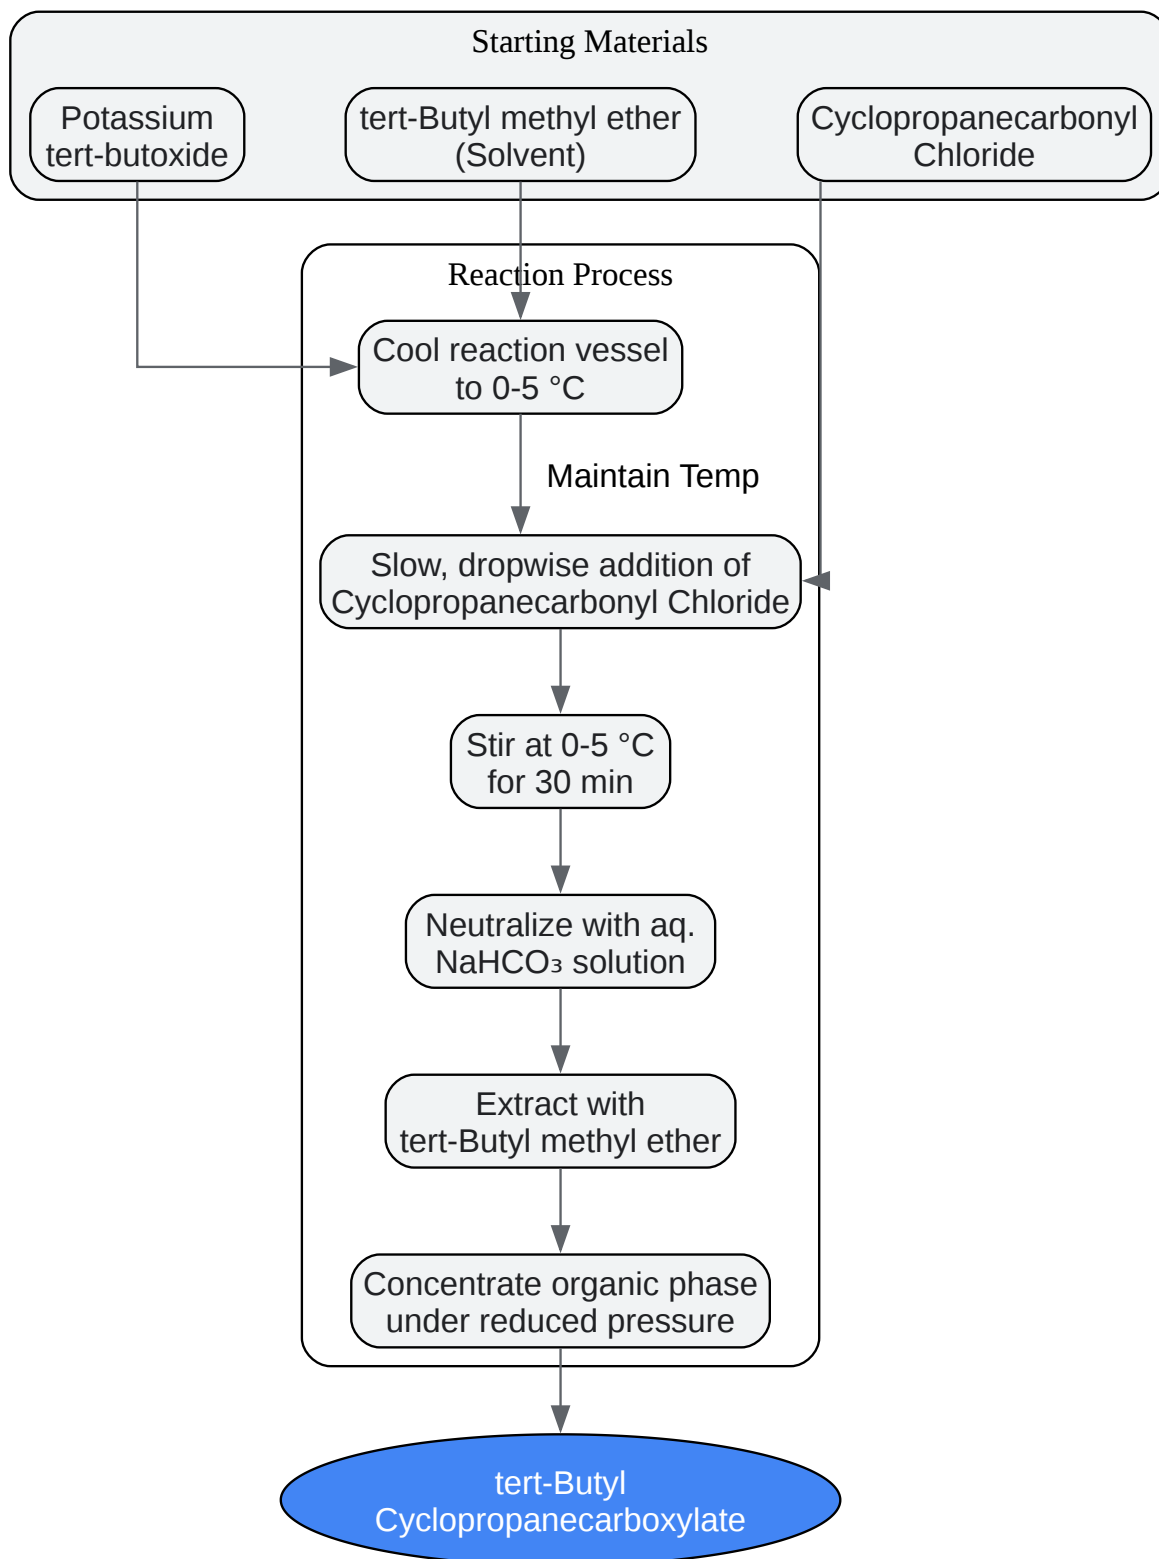 Starting Materials
Potassium
tert-butoxide
tert-Butyl methyl ether
(Solvent)
Cyclopropanecarbonyl
Chloride
Reaction Process
Cool reaction vessel
to 0-5 °C
Maintain Temp
Slow, dropwise addition of
Cyclopropanecarbonyl Chloride
Stir at 0-5 °C
for 30 min
Neutralize with aq.
NaHCO₃ solution
Extract with
tert-Butyl methyl ether
Concentrate organic phase
under reduced pressure
tert-Butyl
Cyclopropanecarboxylate